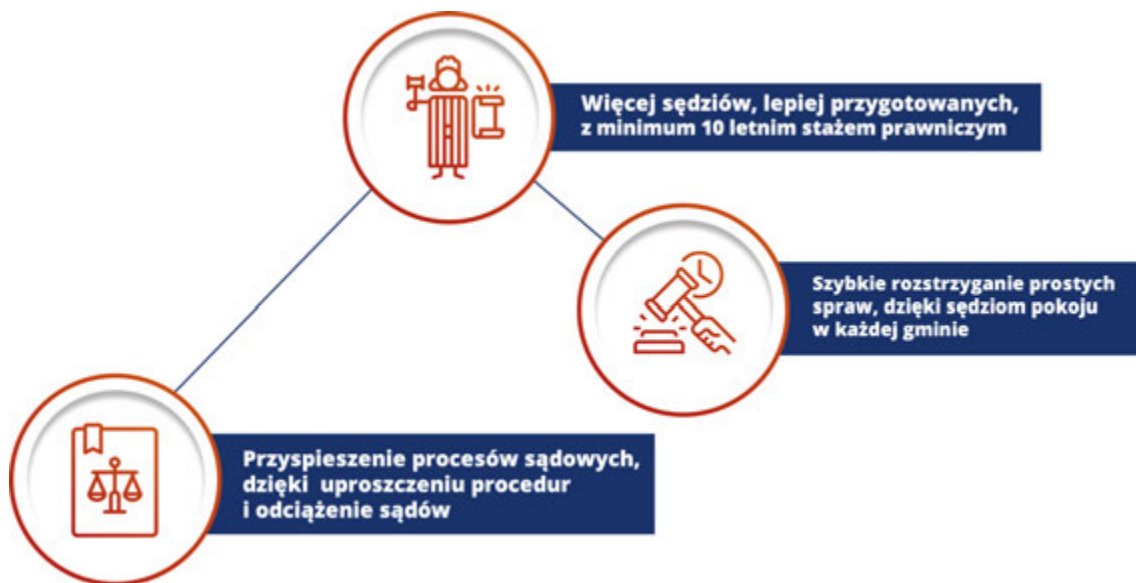 Więcej sędziów, lepiej przygotowanych,
z minimum 10 letnim stażem prawniczym
Szybkie rozstrzyganie prostych
spraw, dzięki sędziom pokoju
w każdej gminie
Przyspieszenie procesów sądowych,
dzięki uproszczeniu procedur
i odciążenie sądów